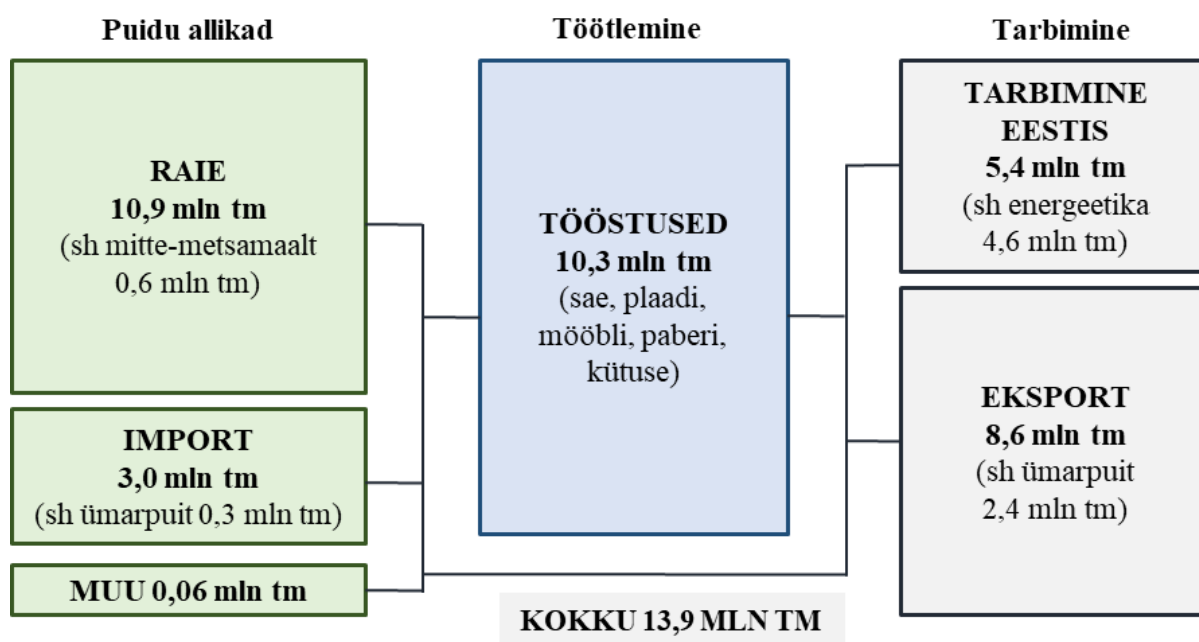 Puidu allikad
Töötlemine
Tarbimine
RAIE
10,9 mln tm
(sh mitte-metsamaalt
0,6 mln tm)
IMPORT
3,0 mln tm
(sh ümarpuit 0,3 mln tm)
MUU 0,06 mln tm
TÖÖSTUSED
10,3 mln tm
(sae, plaadi,
mööbli, paberi,
kütuse)
TARBIMINE
EESTIS
5,4 mln tm
(sh energeetika
4,6 mln tm)
EKSPORT
8,6 mln tm
(sh ümarpuit
2,4 mln tm)
KOKKU 13,9 MLN TM